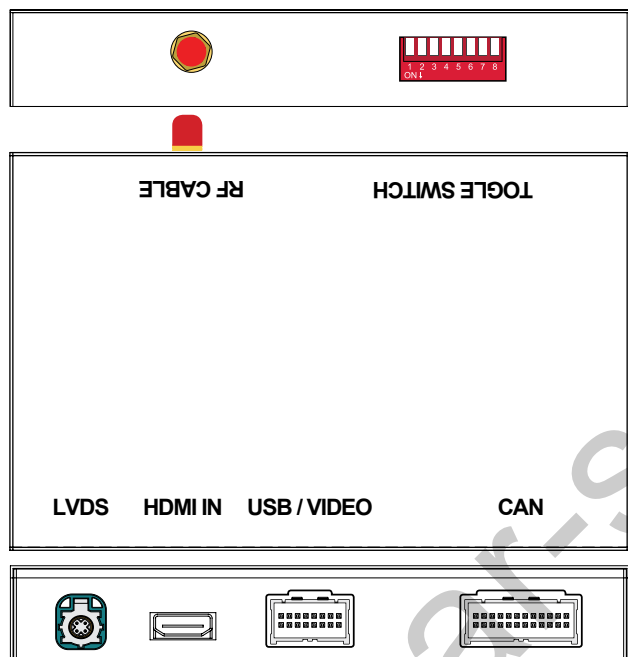 1 2 3 4 5 6 7 8
ON↓
RF CABLE
TOGLE SWITCH
LVDS HDMI IN USB / VIDEO CAN
ar-s